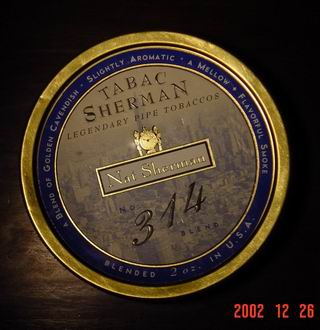 A BLEND OF GOLDEN CAVENDISH - SLIGHTLY AROMATIC - A MELLOW + FLAVORFUL SMOKE
TABAC
SHERMAN
LEGENDARY PIPE TOBACCOS
Nat Sherman
NO.
314
BLEND
BLENDED 2 oz. IN U.S.A.
2002 12 26